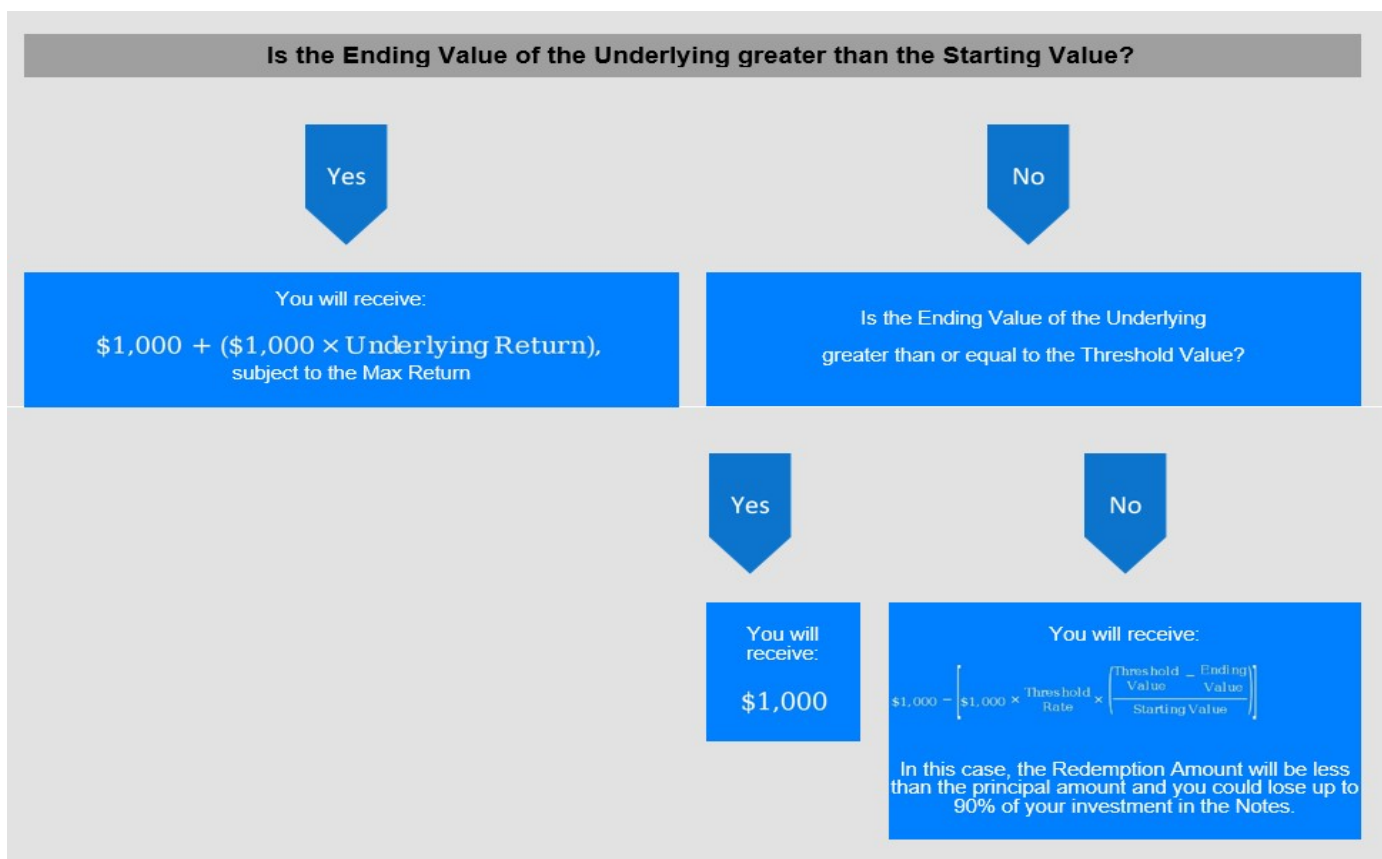 Is the Ending Value of the Underlying greater than the Starting Value?
Yes
No
You will receive:
$1,000 + ($1,000 × Underlying Return),
subject to the Max Return
Is the Ending Value of the Underlying
greater than or equal to the Threshold Value?
Yes
No
You will
receive:
$1,000
You will receive:
$1,000 − [$1,000 × Threshold Rate × ((Threshold Value − Ending Value) / Starting Value)]
In this case, the Redemption Amount will be less
than the principal amount and you could lose up to
90% of your investment in the Notes.